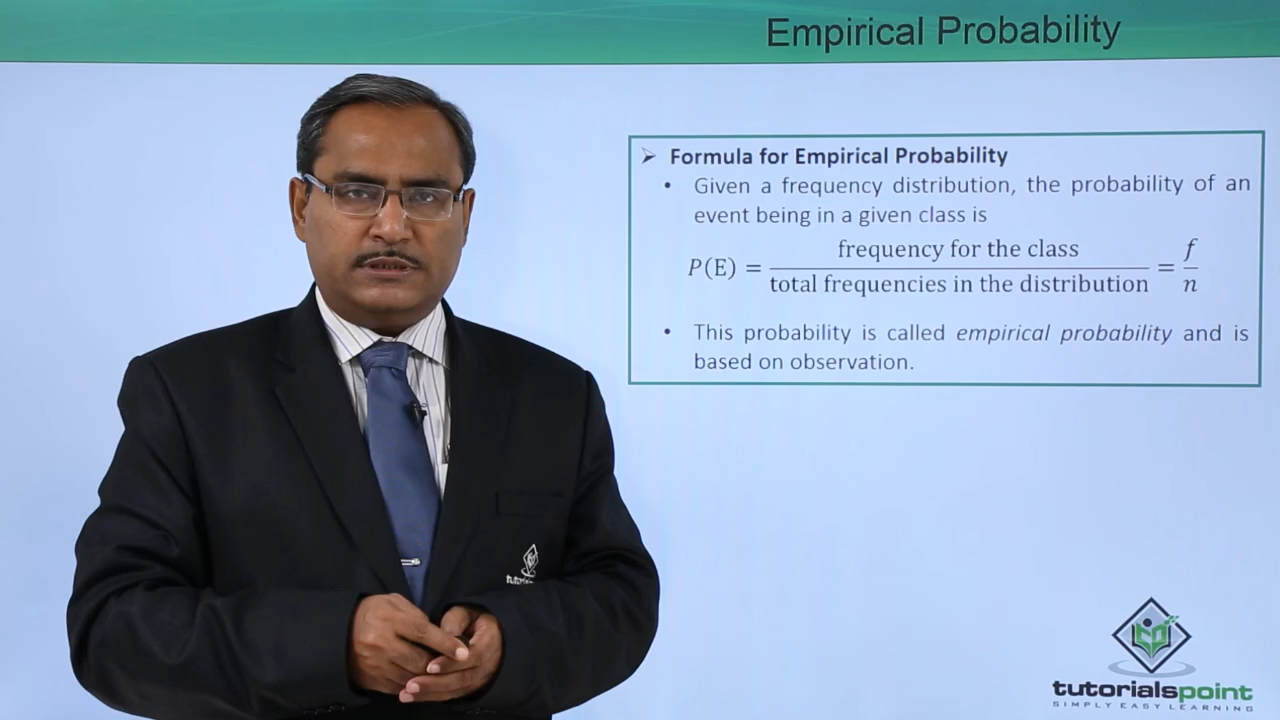 Empirical Probability
➢ Formula for Empirical Probability
• Given a frequency distribution, the probability of an
event being in a given class is
P(E) = frequency for the class / total frequencies in the distribution = f / n
• This probability is called empirical probability and is
based on observation.
tutorialspoint
SIMPLY EASY LEARNING